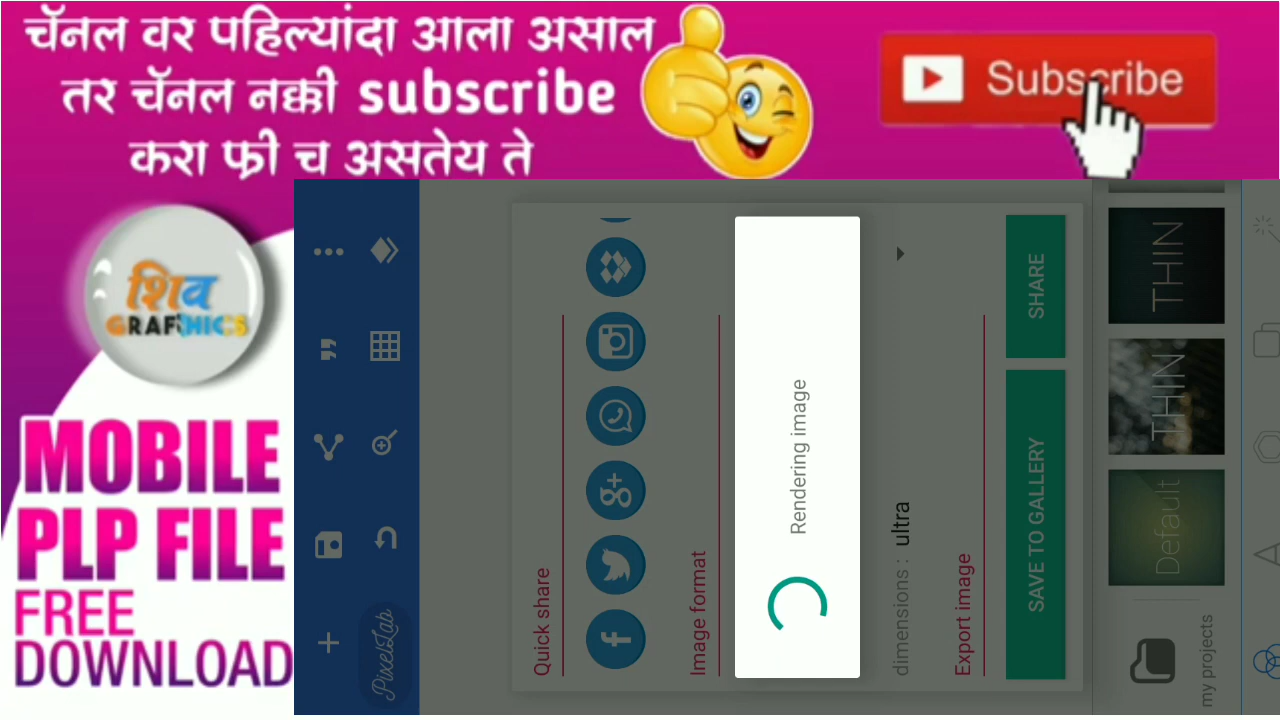 चॅनल वर पहिल्यांदा आला असाल
तर चॅनल नक्की subscribe
करा फ्री च असतेय ते
Subscribe
शिव
GRAFHICS
MOBILE
PLP FILE
FREE
DOWNLOAD
PixelLab
Quick share
Image format
Rendering image
dimensions : ultra
Export image
SAVE TO GALLERY
SHARE
THIN
THIN
Default
my projects